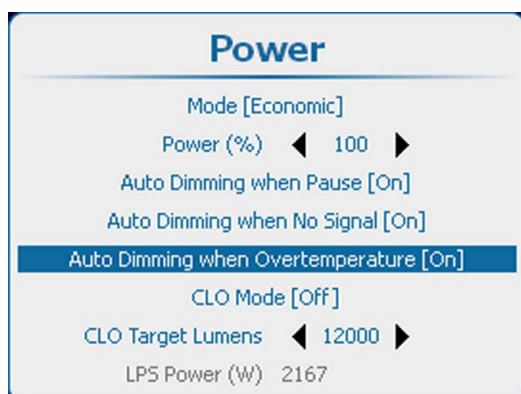 Power
Mode [Economic]
Power (%) 100
Auto Dimming when Pause [On]
Auto Dimming when No Signal [On]
Auto Dimming when Overtemperature [On]
CLO Mode [Off]
CLO Target Lumens 12000
LPS Power (W) 2167